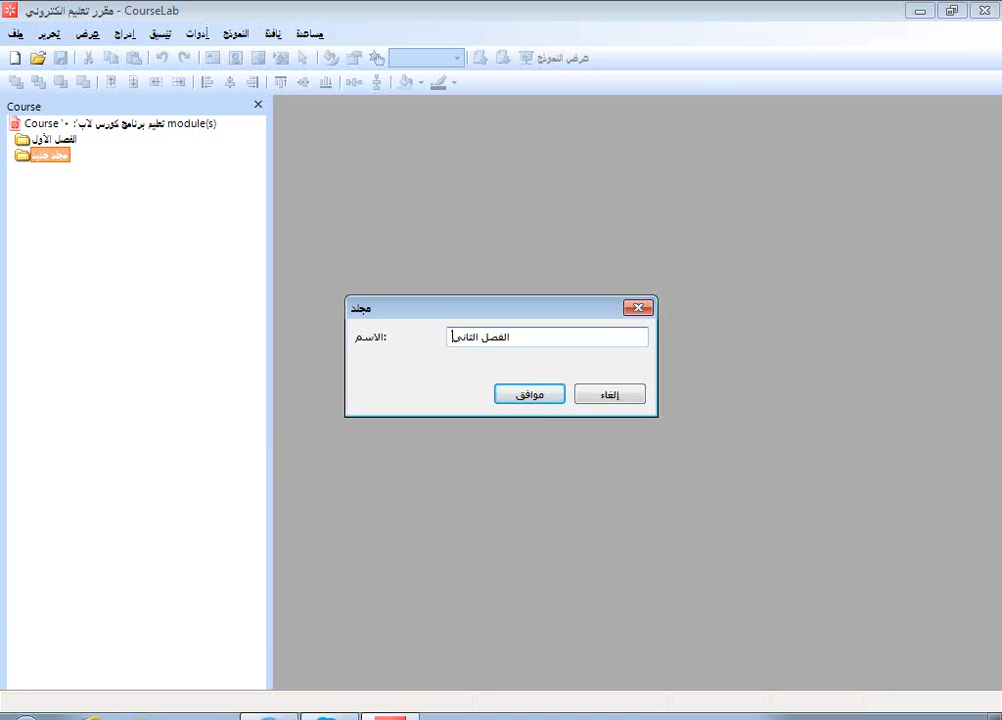 مقرر تعليم الكتروني - CourseLab
ملف تحرير عرض إدراج تنسيق أدوات النموذج نافذة مساعدة
عرض النموذج
Course
Course '٠ :'تعليم برنامج كورس لاب module(s)
الفصل الأول
مجلد جديد
مجلد
الاسم:
الفصل الثاني
موافق
إلغاء